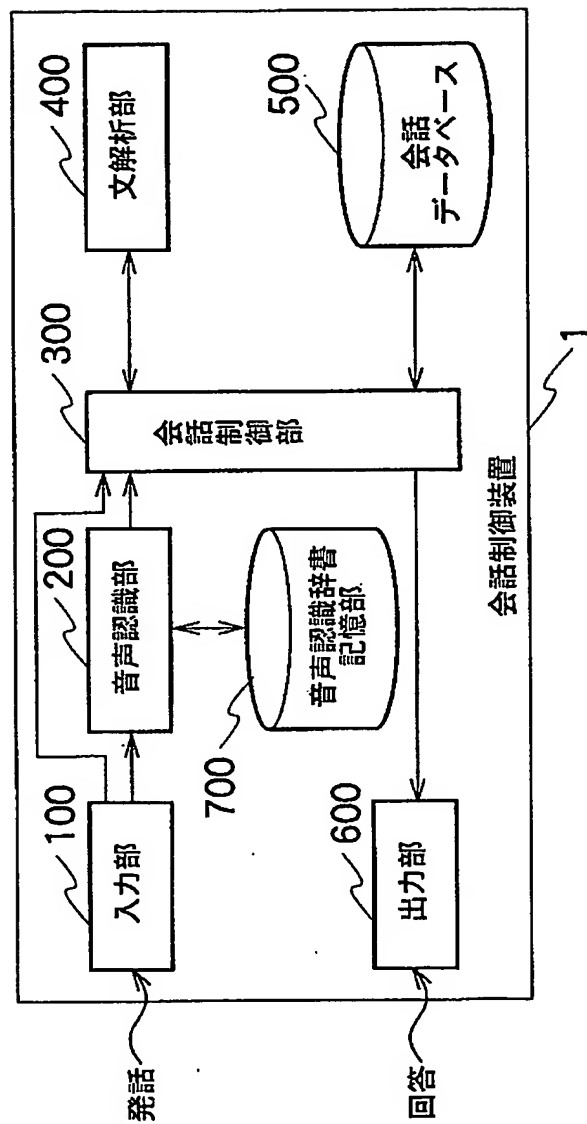 発話
100
入力部
200
音声認識部
300
会話制御部
400
文解析部
700
音声認識辞書
記憶部
500
会話
データベース
600
出力部
回答
会話制御装置
1